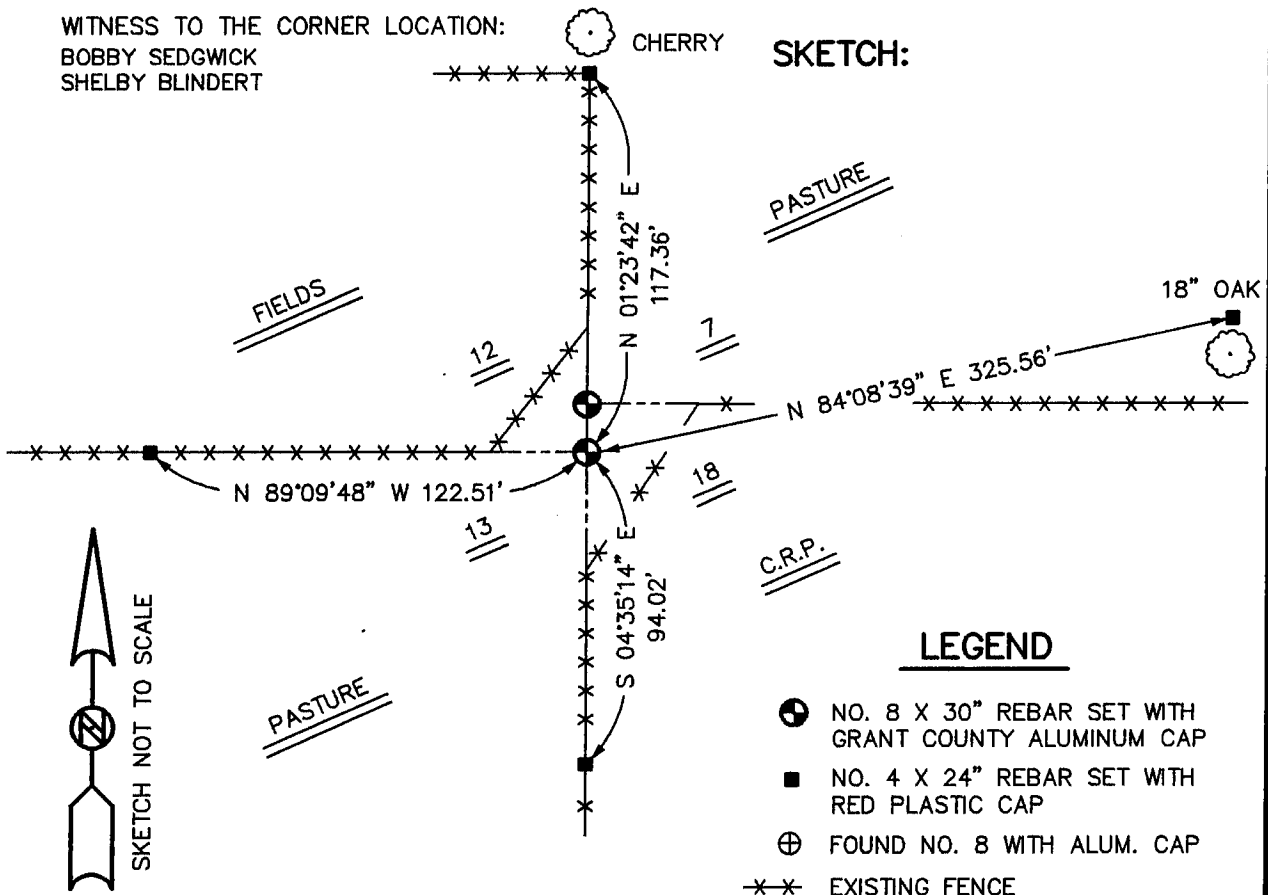 WITNESS TO THE CORNER LOCATION:
BOBBY SEDGWICK
SHELBY BLINDERT
CHERRY
SKETCH:
PASTURE
N 01°23'42" E
117.36'
FIELDS
18" OAK
12
7
N 84°08'39" E 325.56'
18
N 89°09'48" W 122.51'
13
S 04°35'14" E
94.02'
C.R.P.
N
SKETCH NOT TO SCALE
PASTURE
LEGEND
NO. 8 X 30" REBAR SET WITH
GRANT COUNTY ALUMINUM CAP
NO. 4 X 24" REBAR SET WITH
RED PLASTIC CAP
FOUND NO. 8 WITH ALUM. CAP
EXISTING FENCE